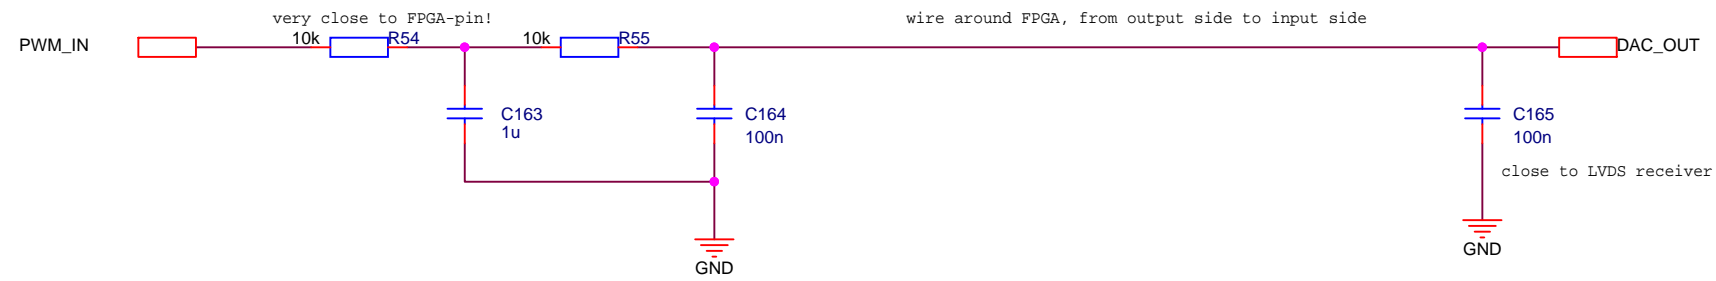 very close to FPGA-pin!
wire around FPGA, from output side to input side
PWM_IN
10k
R54
10k
R55
DAC_OUT
C163
1u
C164
100n
C165
100n
close to LVDS receiver
GND
GND